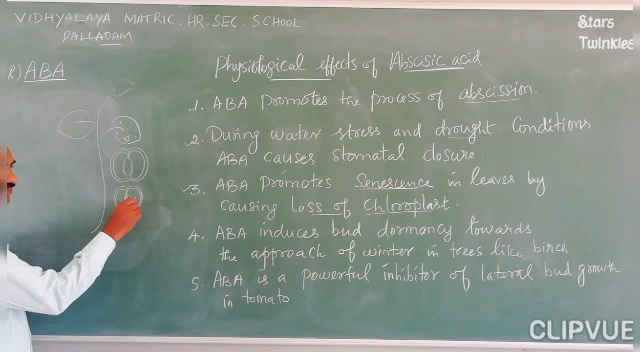 VIDHYALAYA MATRIC. HR. SEC. SCHOOL
PALLADAM
Stars
Twinkles
R) ABA
Physiological effects of Abscisic acid
1. ABA Promotes the process of abscission.
2. During water stress and drought Conditions
ABA causes stomatal closure.
3. ABA promotes Senescence in leaves by
causing loss of chloroplast.
4. ABA induces bud dormancy towards
the approach of winter in trees like birch
5. ABA is a powerful inhibitor of lateral bud growth
in tomato
CLIPVUE